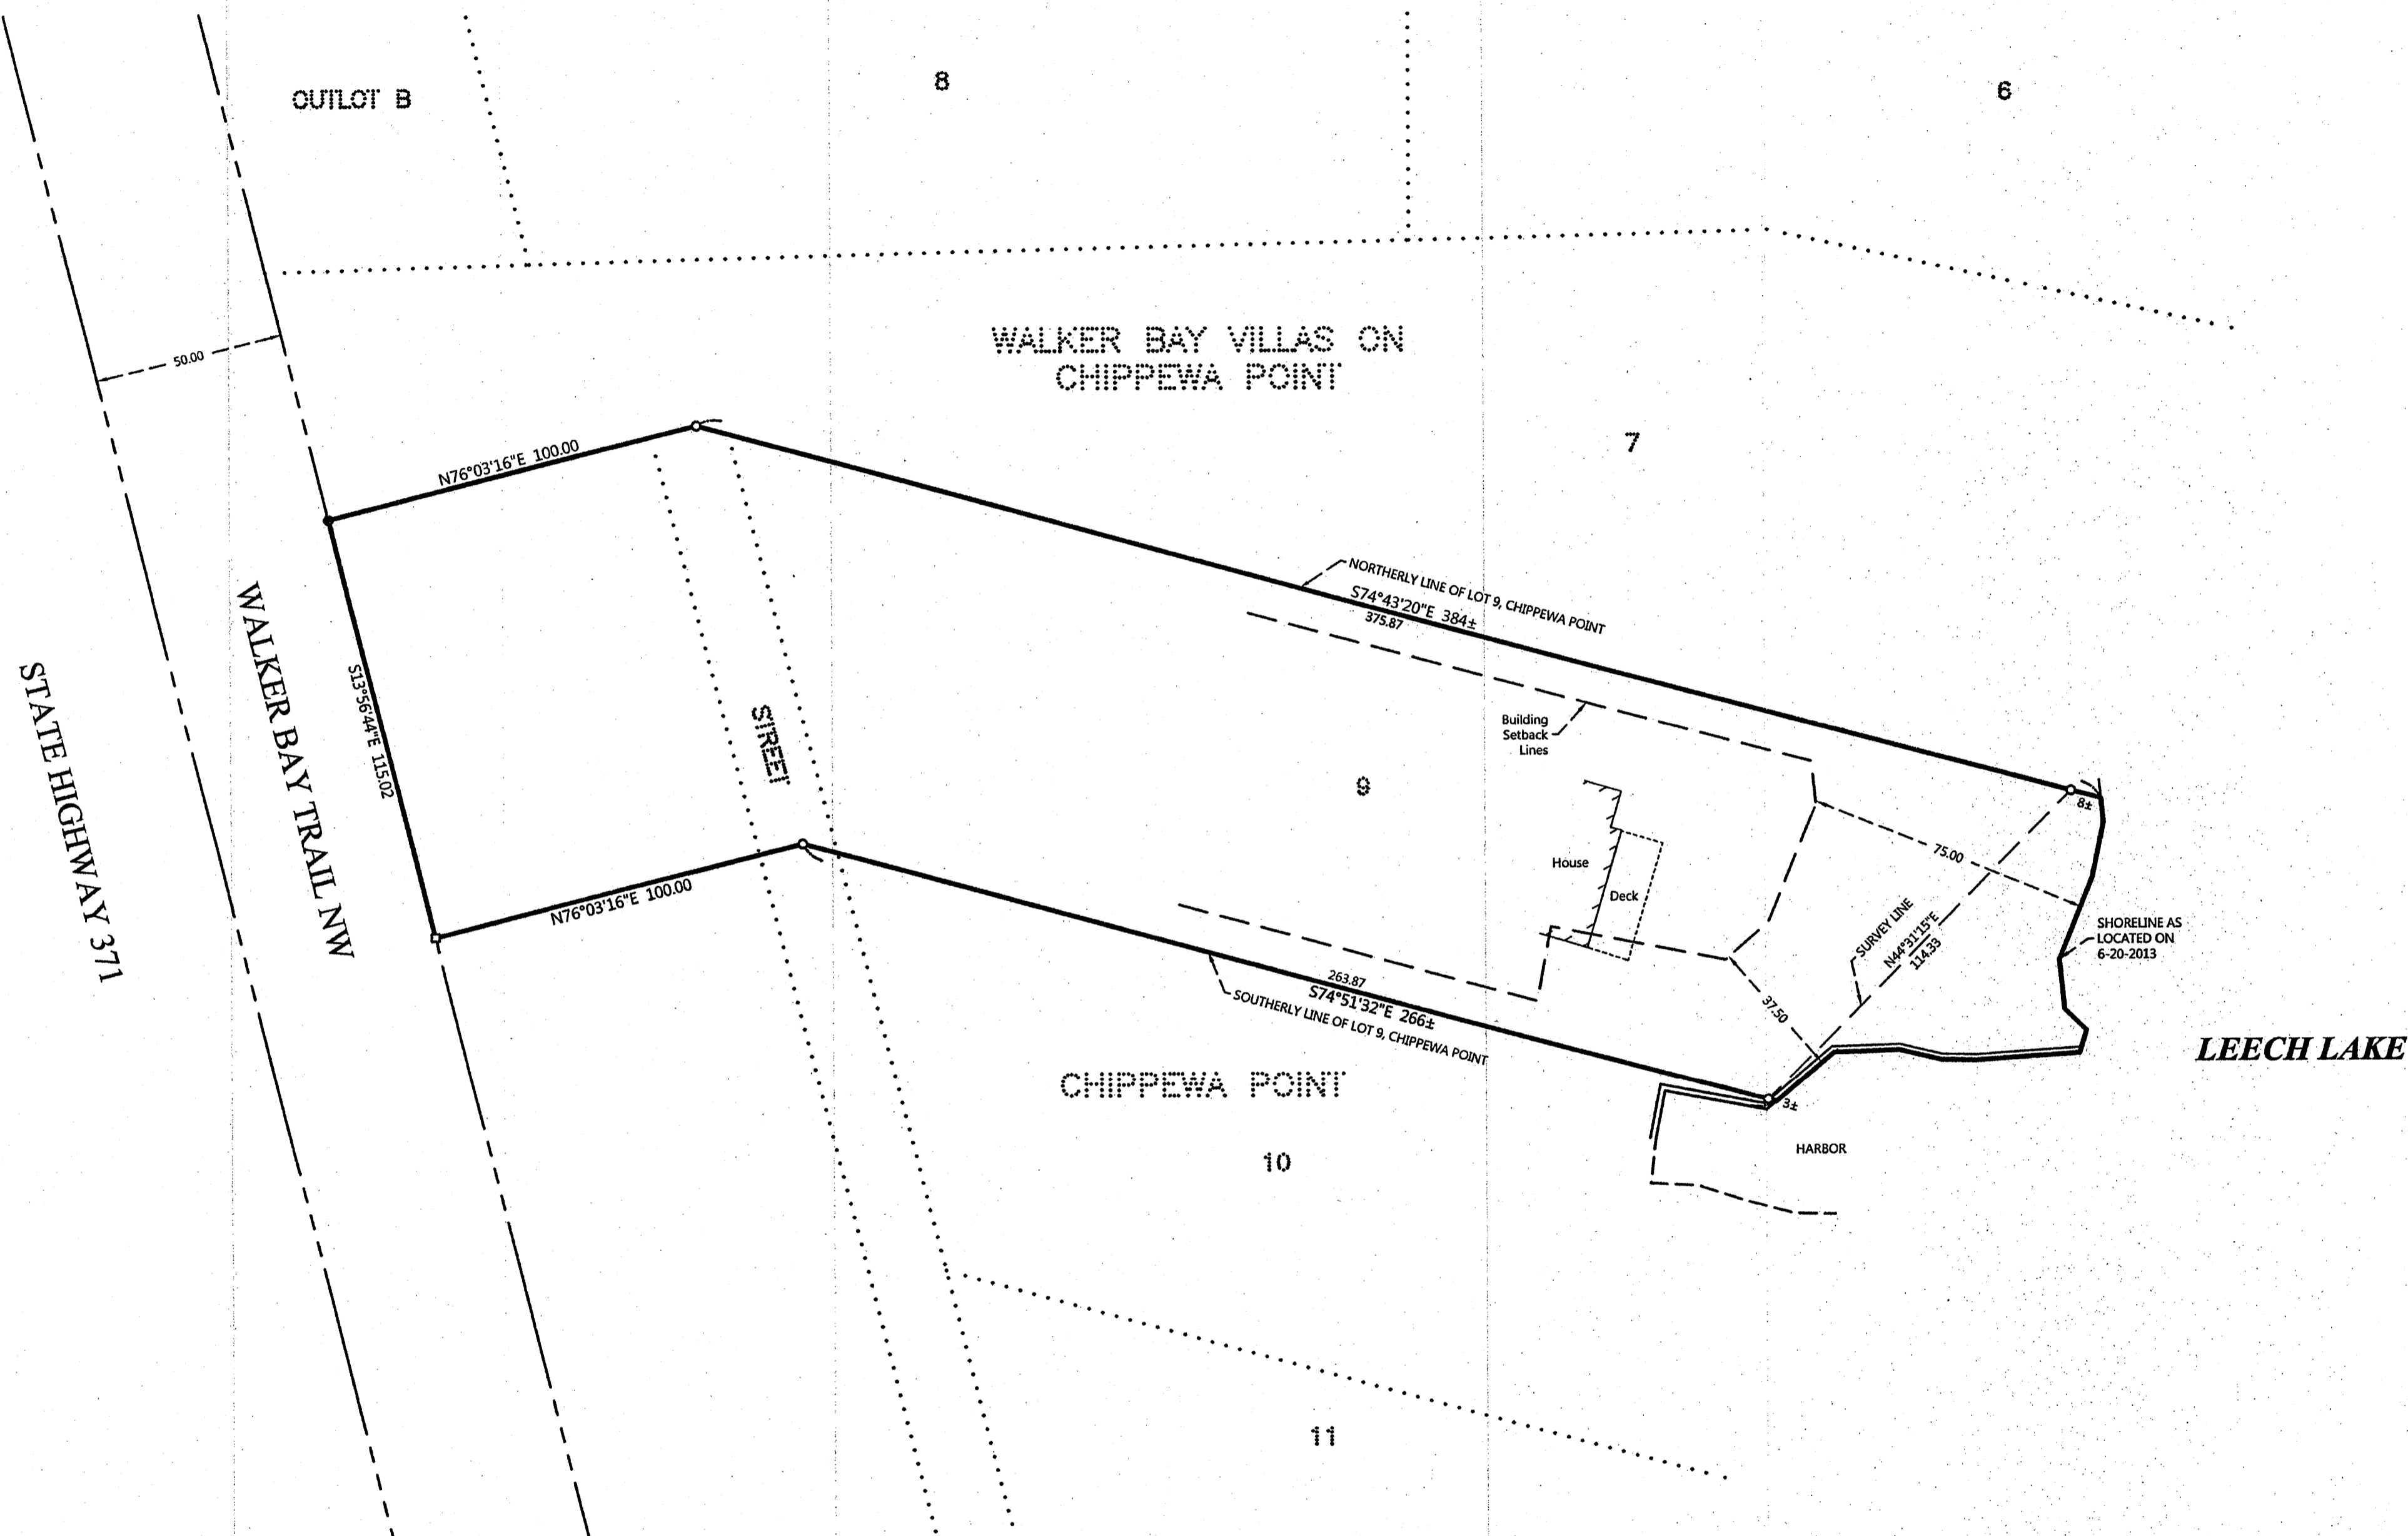 OUTLOT B
8
6
50.00
WALKER BAY VILLAS ON
CHIPPEWA POINT
7
N76°03'16"E 100.00
NORTHERLY LINE OF LOT 9, CHIPPEWA POINT
S74°43'20"E 384±
375.87
STATE HIGHWAY 371
WALKER BAY TRAIL NW
S13°56'44"E 115.02
STREET
Building
Setback
Lines
9
8±
House
Deck
75.00
N76°03'16"E 100.00
SURVEY LINE
N44°31'15"E
114.33
SHORELINE AS
LOCATED ON
6-20-2013
263.87
S74°51'32"E 266±
SOUTHERLY LINE OF LOT 9, CHIPPEWA POINT
37.50
LEECH LAKE
CHIPPEWA POINT
3±
HARBOR
10
11